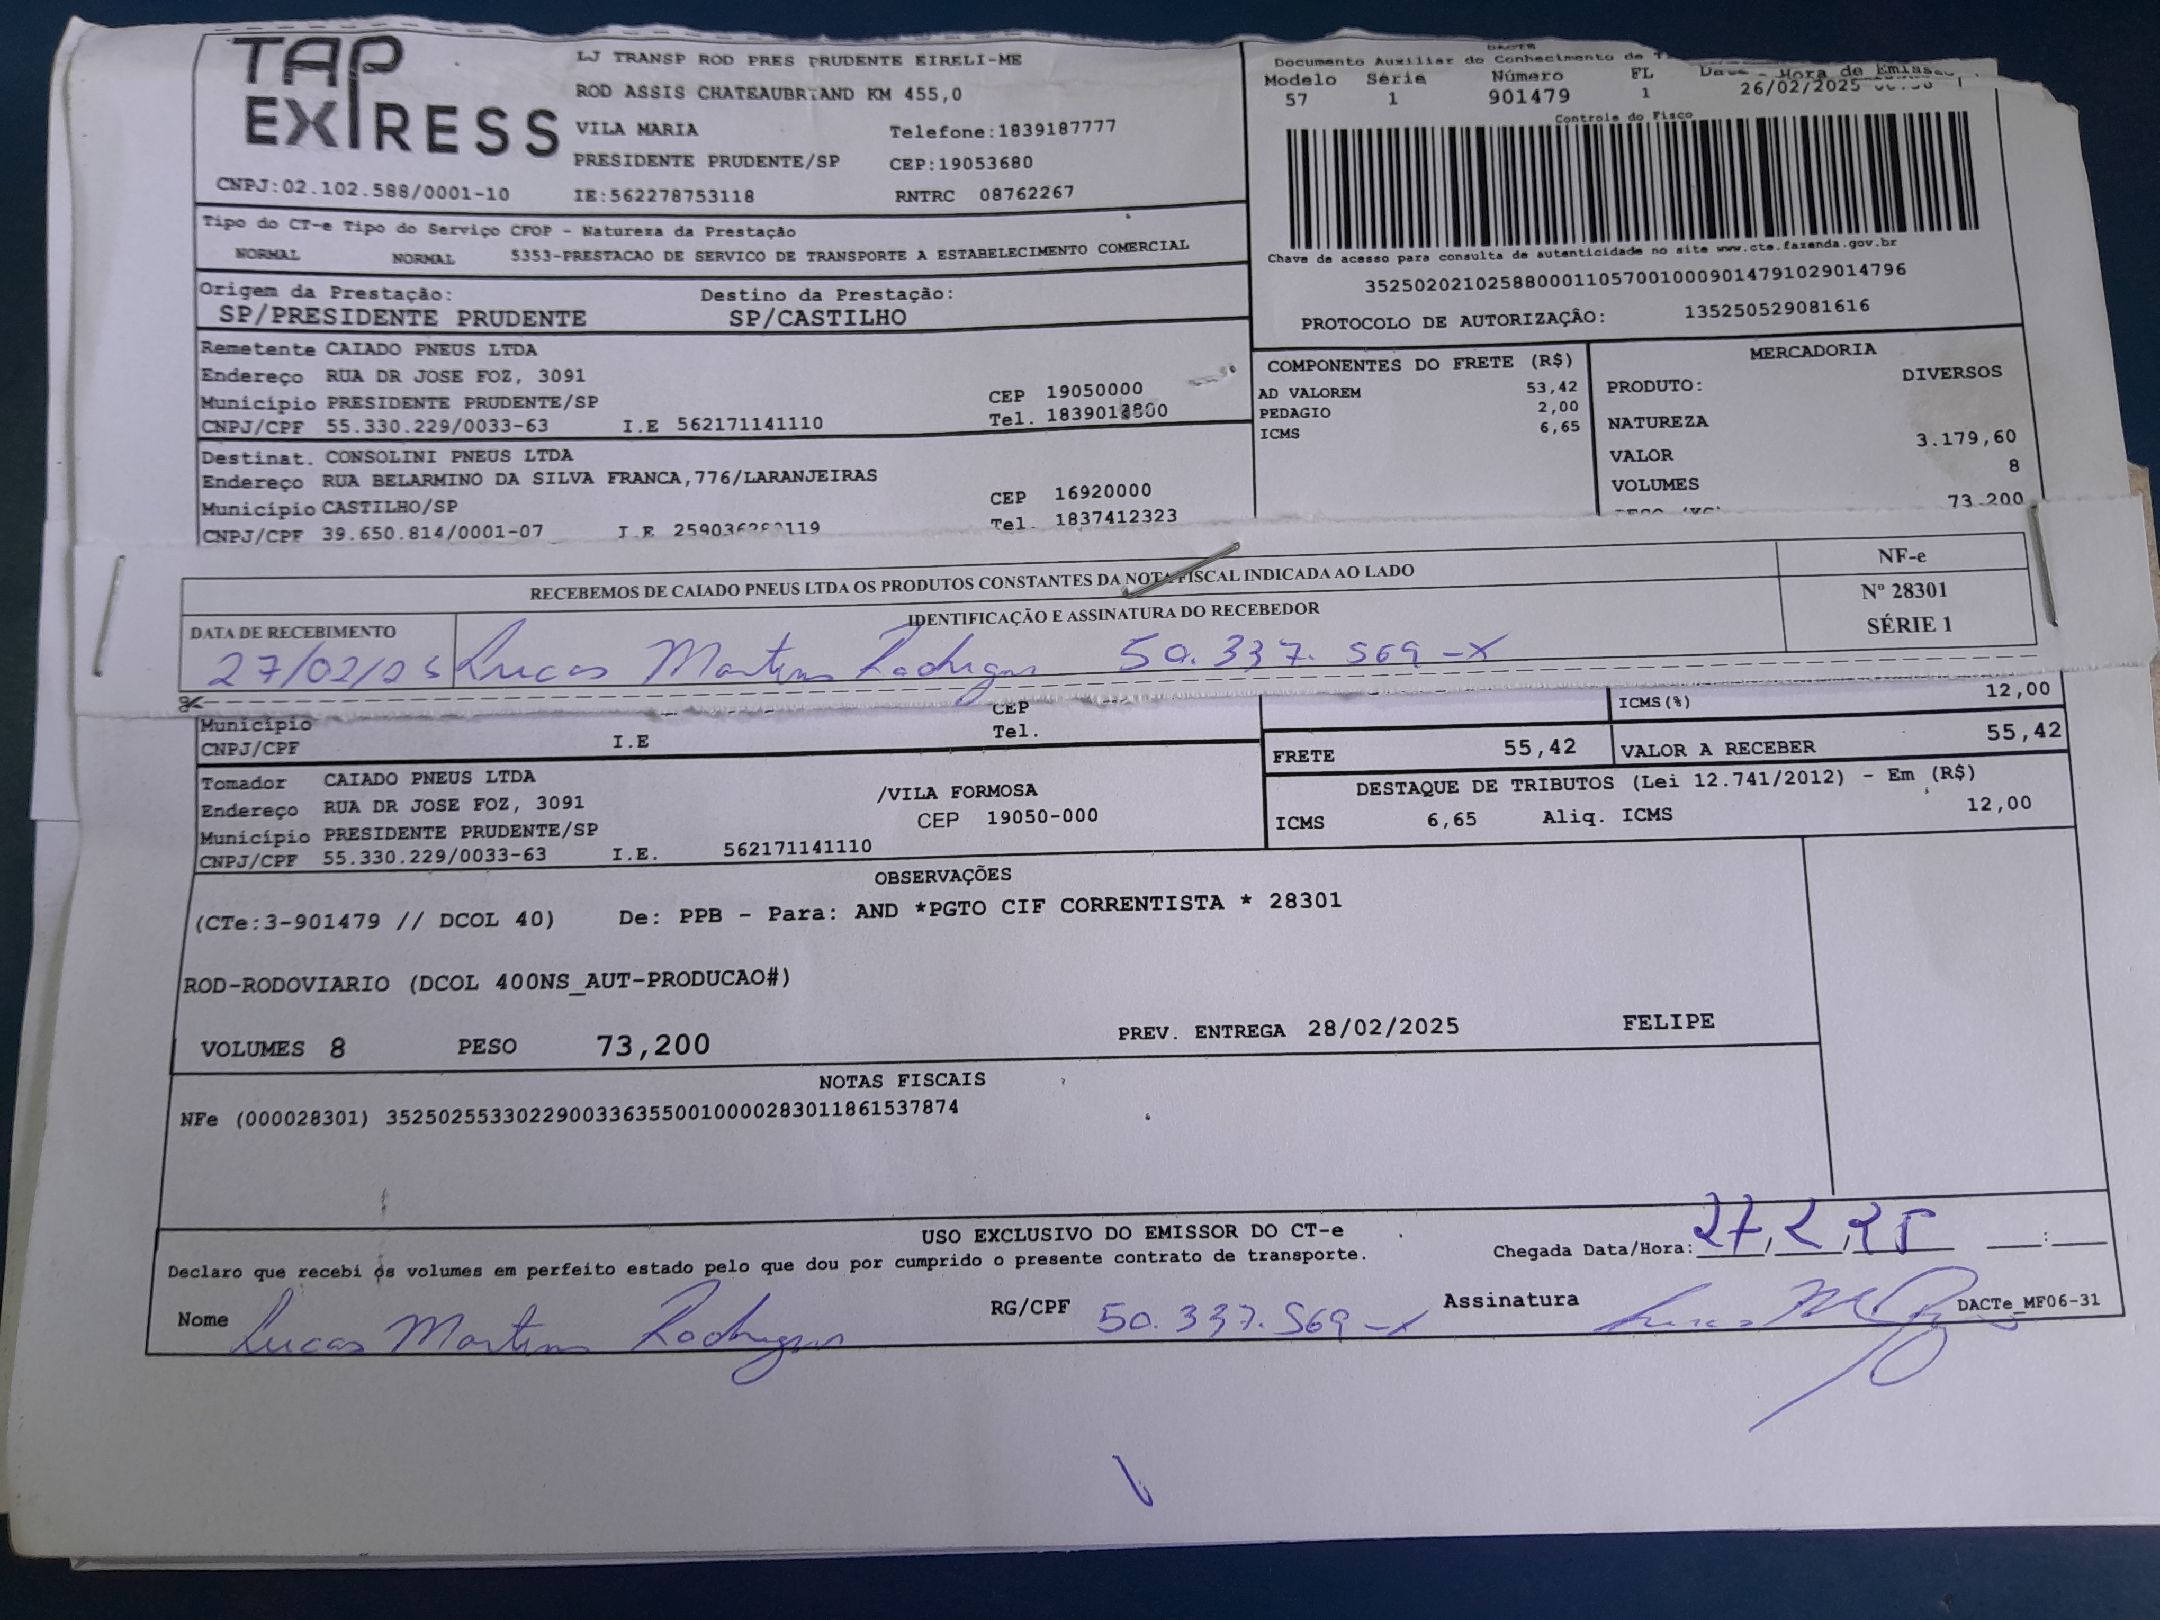 TAP EXPRESS
LJ TRANSP ROD PRES PRUDENTE EIRELI-ME
ROD ASSIS CHATEAUBRIAND KM 455,0
VILA MARIA Telefone:1839187777
PRESIDENTE PRUDENTE/SP CEP:19053680
CNPJ:02.102.588/0001-10 IE:562278753118 RNTRC 08762267
Documento Auxiliar do Conhecimento de
Modelo Série Número FL Hora de Emissão
57 1 901479 1 26/02/2025
Controle do Fisco
Chave de acesso para consulta de autenticidade no site www.cte.fazenda.gov.br
35250202102588000110570010009014791029014796
PROTOCOLO DE AUTORIZAÇÃO: 135250529081616
Tipo do CT-e Tipo do Serviço CFOP - Natureza da Prestação
NORMAL NORMAL 5353-PRESTACAO DE SERVICO DE TRANSPORTE A ESTABELECIMENTO COMERCIAL
Origem da Prestação: Destino da Prestação:
SP/PRESIDENTE PRUDENTE SP/CASTILHO
Remetente CAIADO PNEUS LTDA
Endereço RUA DR JOSE FOZ, 3091
Município PRESIDENTE PRUDENTE/SP CEP 19050000
CNPJ/CPF 55.330.229/0033-63 I.E 562171141110 Tel.
Destinat. CONSOLINI PNEUS LTDA
Endereço RUA BELARMINO DA SILVA FRANCA,776/LARANJEIRAS
Município CASTILHO/SP CEP 16920000
CNPJ/CPF 39.650.814/0001-07 I.E Tel. 1837412323
COMPONENTES DO FRETE (R$)
AD VALOREM 53,42
PEDAGIO 2,00
ICMS 6,65
MERCADORIA
PRODUTO: DIVERSOS
NATUREZA
VALOR 3.179,60
VOLUMES 8
73.200
RECEBEMOS DE CAIADO PNEUS LTDA OS PRODUTOS CONSTANTES DA NOTA FISCAL INDICADA AO LADO
NF-e
Nº 28301
SÉRIE 1
DATA DE RECEBIMENTO IDENTIFICAÇÃO E ASSINATURA DO RECEBEDOR
27/02/25 Lucas Martins Rodrigues 50.337.569-X
Município CEP
CNPJ/CPF I.E Tel.
ICMS(%) 12,00
FRETE 55,42 VALOR A RECEBER 55,42
Tomador CAIADO PNEUS LTDA
Endereço RUA DR JOSE FOZ, 3091 /VILA FORMOSA
Município PRESIDENTE PRUDENTE/SP CEP 19050-000
CNPJ/CPF 55.330.229/0033-63 I.E. 562171141110
DESTAQUE DE TRIBUTOS (Lei 12.741/2012) - Em (R$)
ICMS 6,65 Aliq. ICMS 12,00
OBSERVAÇÕES
(CTe:3-901479 // DCOL 40) De: PPB - Para: AND *PGTO CIF CORRENTISTA * 28301
ROD-RODOVIARIO (DCOL 400NS_AUT-PRODUCAO#)
VOLUMES 8 PESO 73,200 PREV. ENTREGA 28/02/2025 FELIPE
NOTAS FISCAIS
NFe (000028301) 35250255330229003363550010000283011861537874
USO EXCLUSIVO DO EMISSOR DO CT-e
Declaro que recebi os volumes em perfeito estado pelo que dou por cumprido o presente contrato de transporte.
Chegada Data/Hora: 27,2,25 :
Nome Lucas Martins Rodrigues RG/CPF 50.337.569-X Assinatura
DACTe_MF06-31